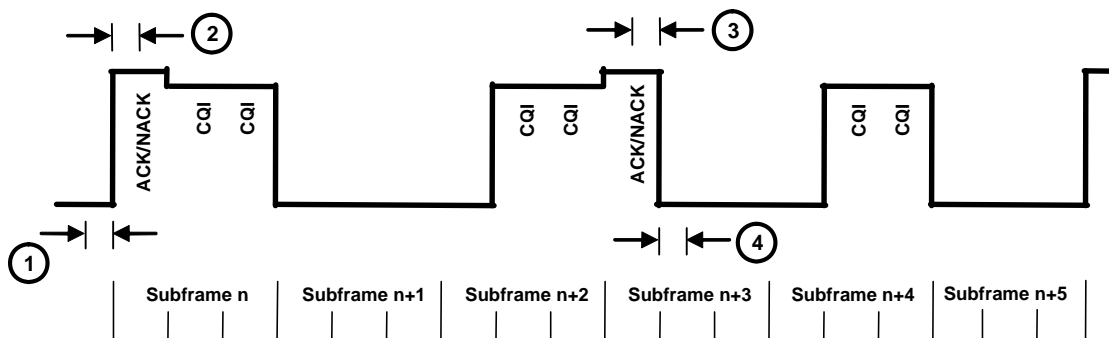 2
3
ACK/NACK
CQI
CQI
CQI
CQI
ACK/NACK
CQI
CQI
1
4
Subframe n
Subframe n+1
Subframe n+2
Subframe n+3
Subframe n+4
Subframe n+5